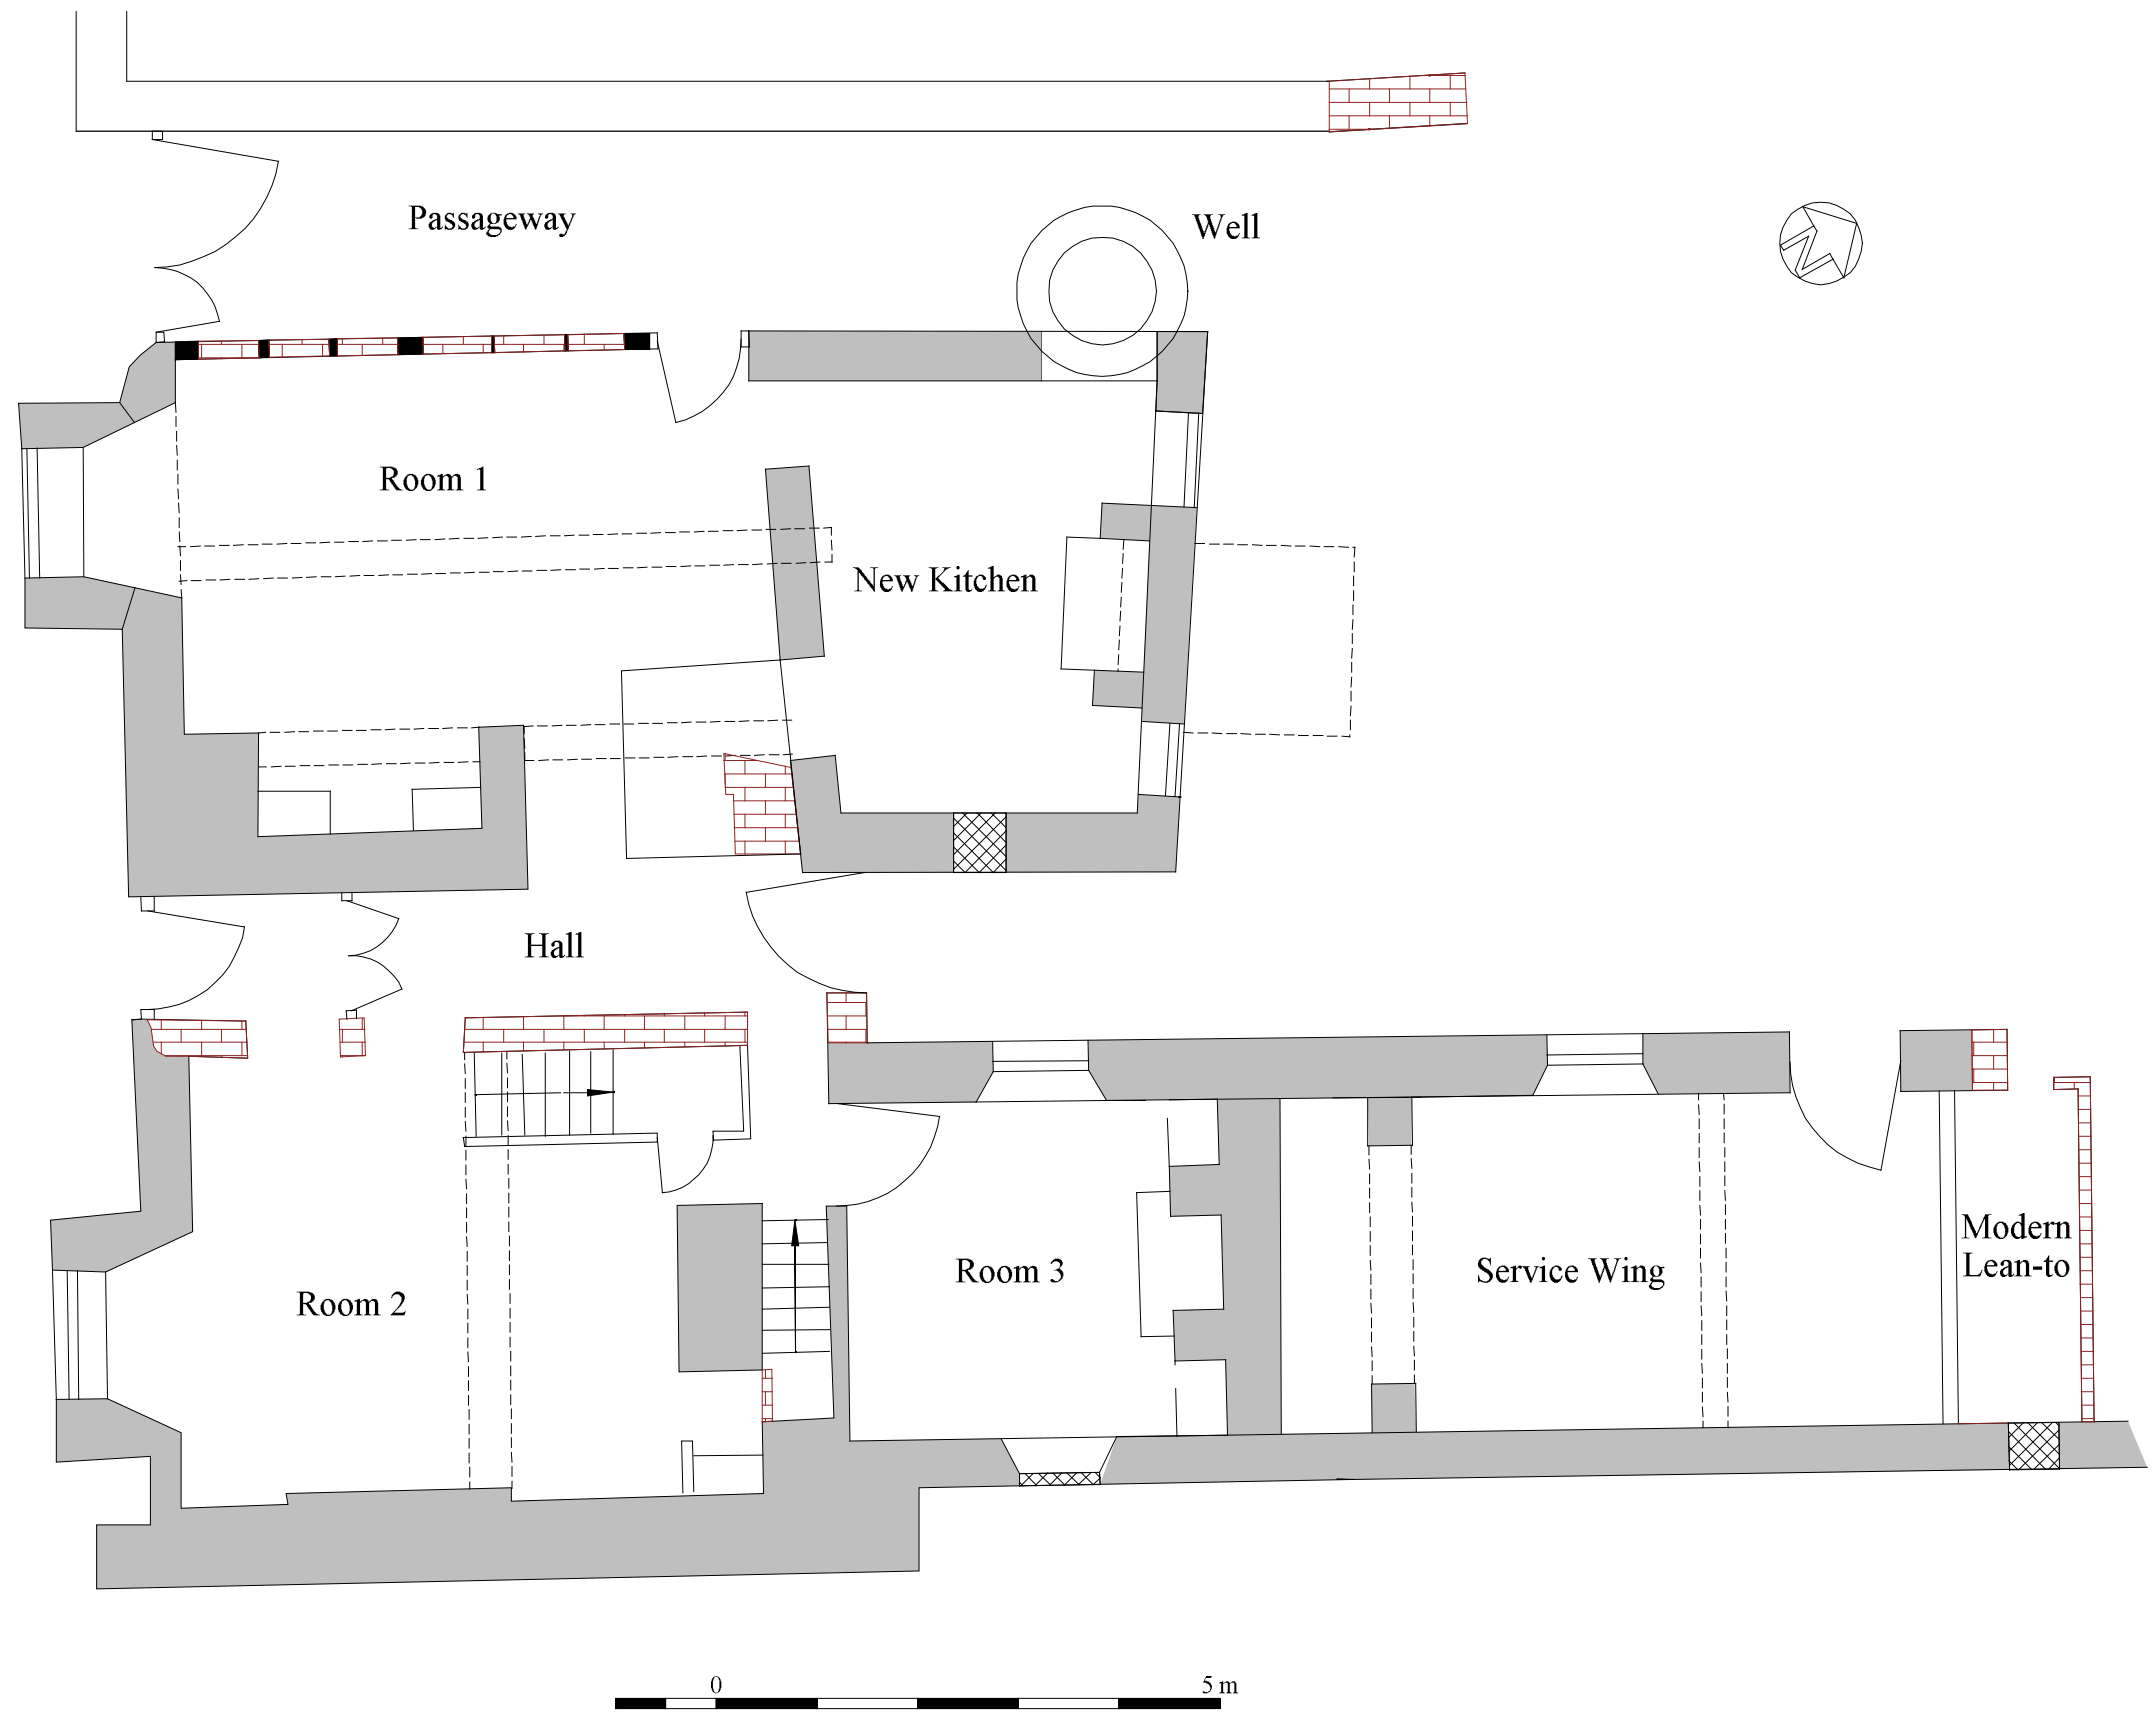 Passageway
Well
N
Room 1
New Kitchen
Hall
Room 2
Room 3
Service Wing
Modern
Lean-to
0
5 m